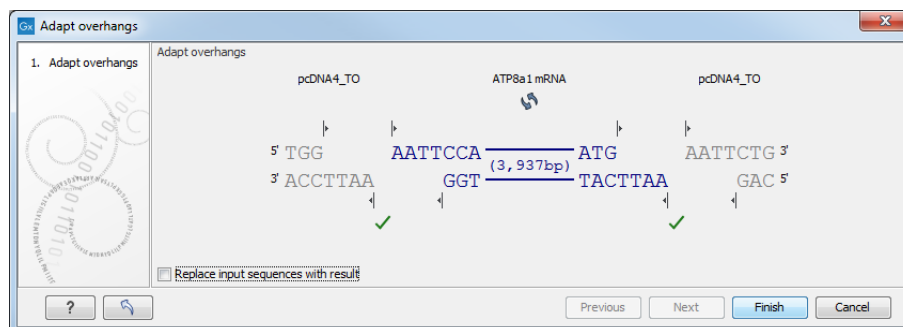 Gx Adapt overhangs
x
1. Adapt overhangs
Adapt overhangs
pcDNA4_TO ATP8a1 mRNA pcDNA4_TO
5' TGG AATTCCA ATG AATTCTG 3'
(3,937bp)
3' ACCTTAA GGT TACTTAA GAC 5'
Replace input sequences with result
? Previous Next Finish Cancel